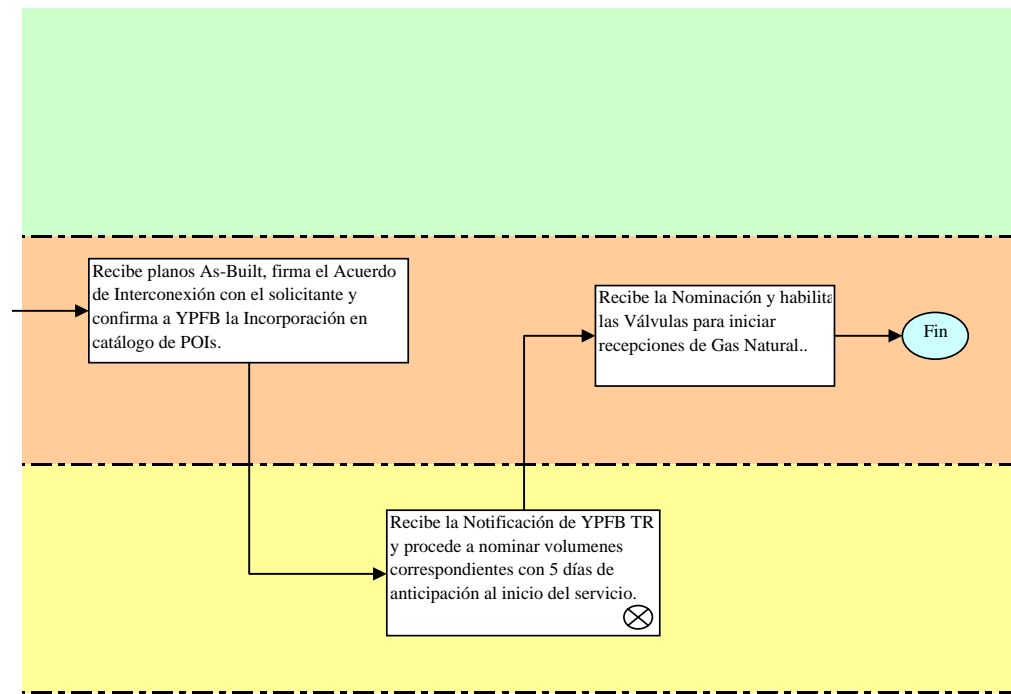 Recibe planos As-Built, firma el Acuerdo
de Interconexión con el solicitante y
confirma a YPFB la Incorporación en
catálogo de POIs.
Recibe la Nominación y habilita
las Válvulas para iniciar
recepciones de Gas Natural..
Fin
Recibe la Notificación de YPFB TR
y procede a nominar volumenes
correspondientes con 5 días de
anticipación al inicio del servicio.